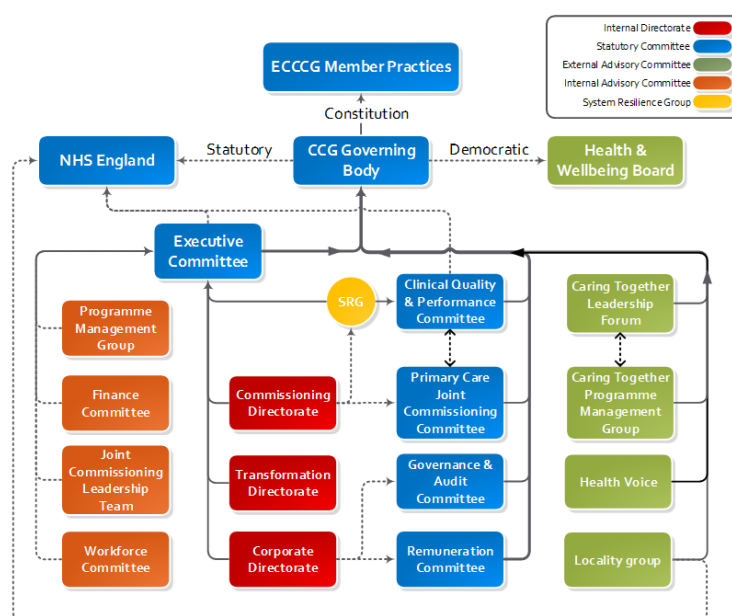 Internal Directorate
Statutory Committee
External Advisory Committee
Internal Advisory Committee
System Resilience Group
ECCCG Member Practices
Constitution
NHS England
Statutory
CCG Governing
Body
Democratic
Health &
Wellbeing Board
Executive
Committee
Programme
Management
Group
Finance
Committee
Joint
Commissioning
Leadership
Team
Workforce
Committee
SRG
Commissioning
Directorate
Transformation
Directorate
Corporate
Directorate
Clinical Quality
& Performance
Committee
Primary Care
Joint
Commissioning
Committee
Governance &
Audit
Committee
Remuneration
Committee
Caring Together
Leadership
Forum
Caring Together
Programme
Management
Group
Health Voice
Locality group